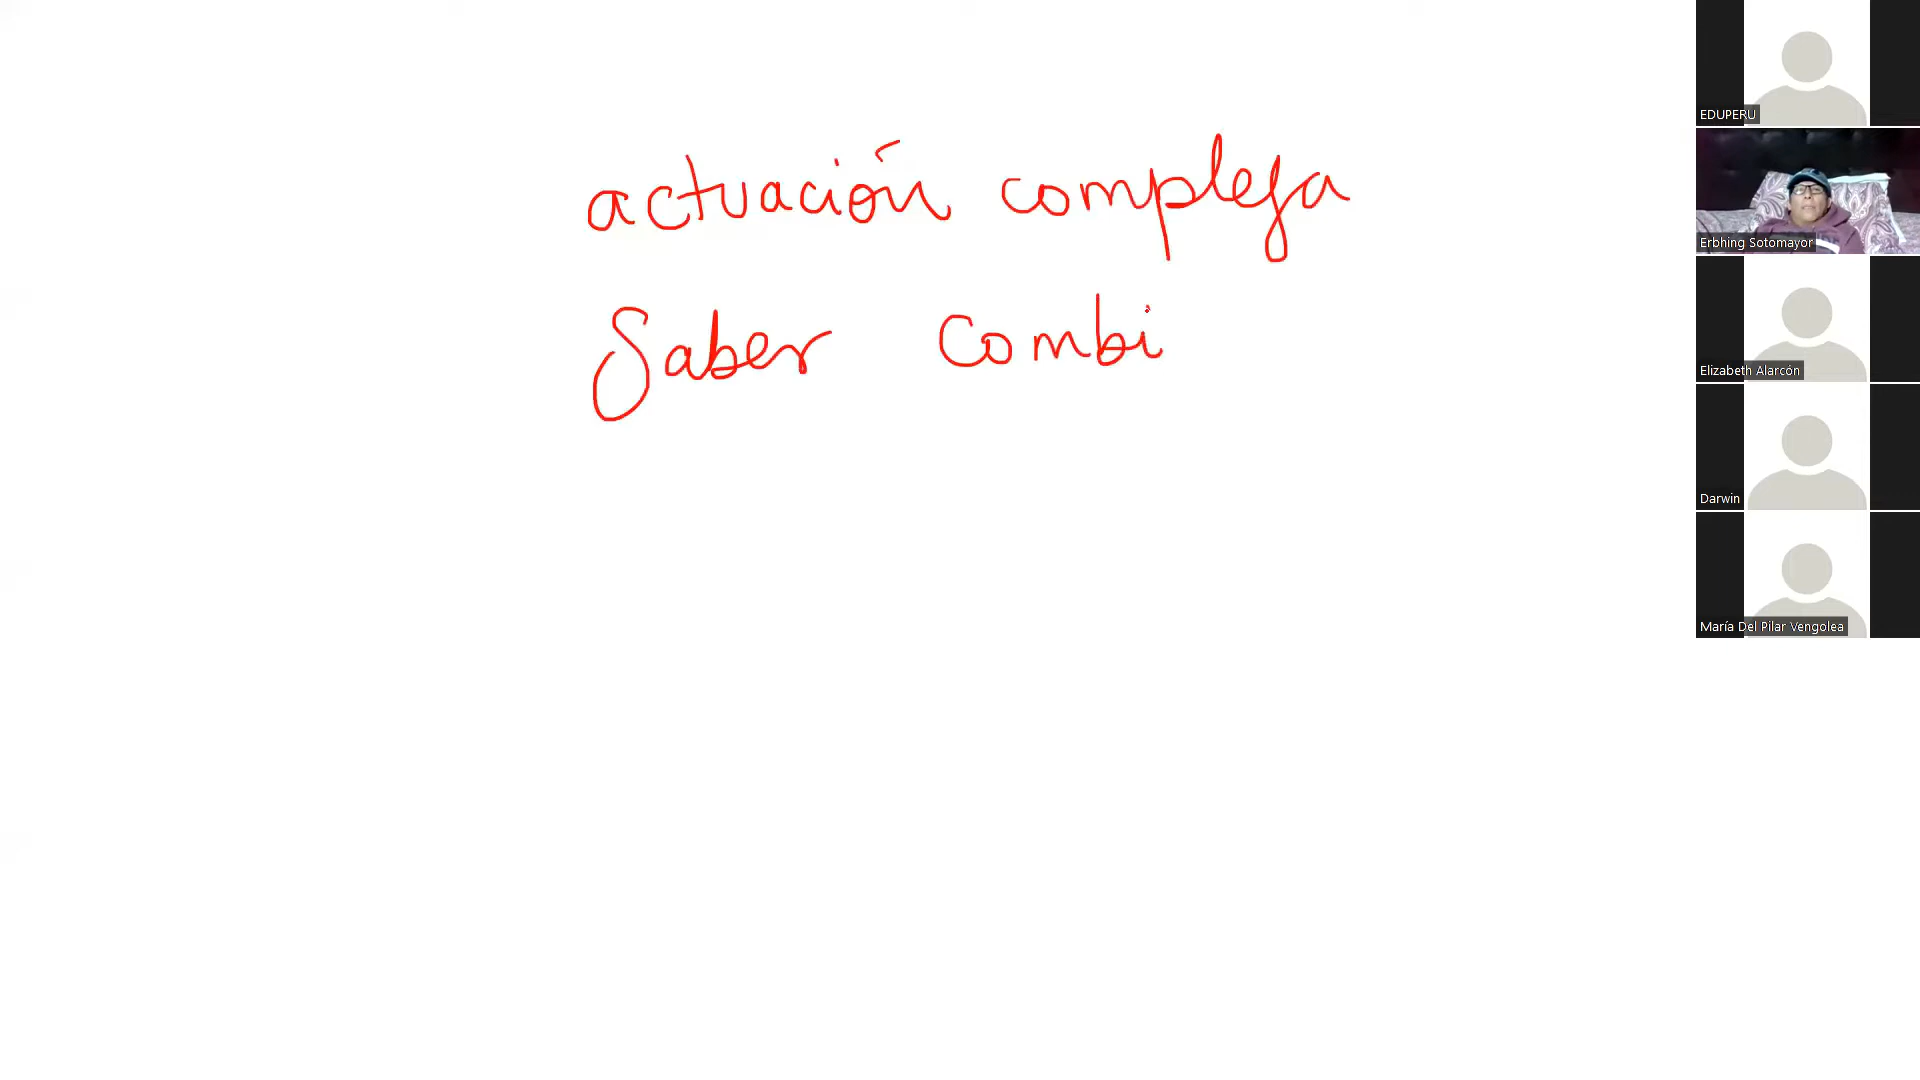 actuación compleja
Saber Combi
EDUPERU
Erbhing Sotomayor
Elizabeth Alarcón
Darwin
María Del Pilar Vengolea